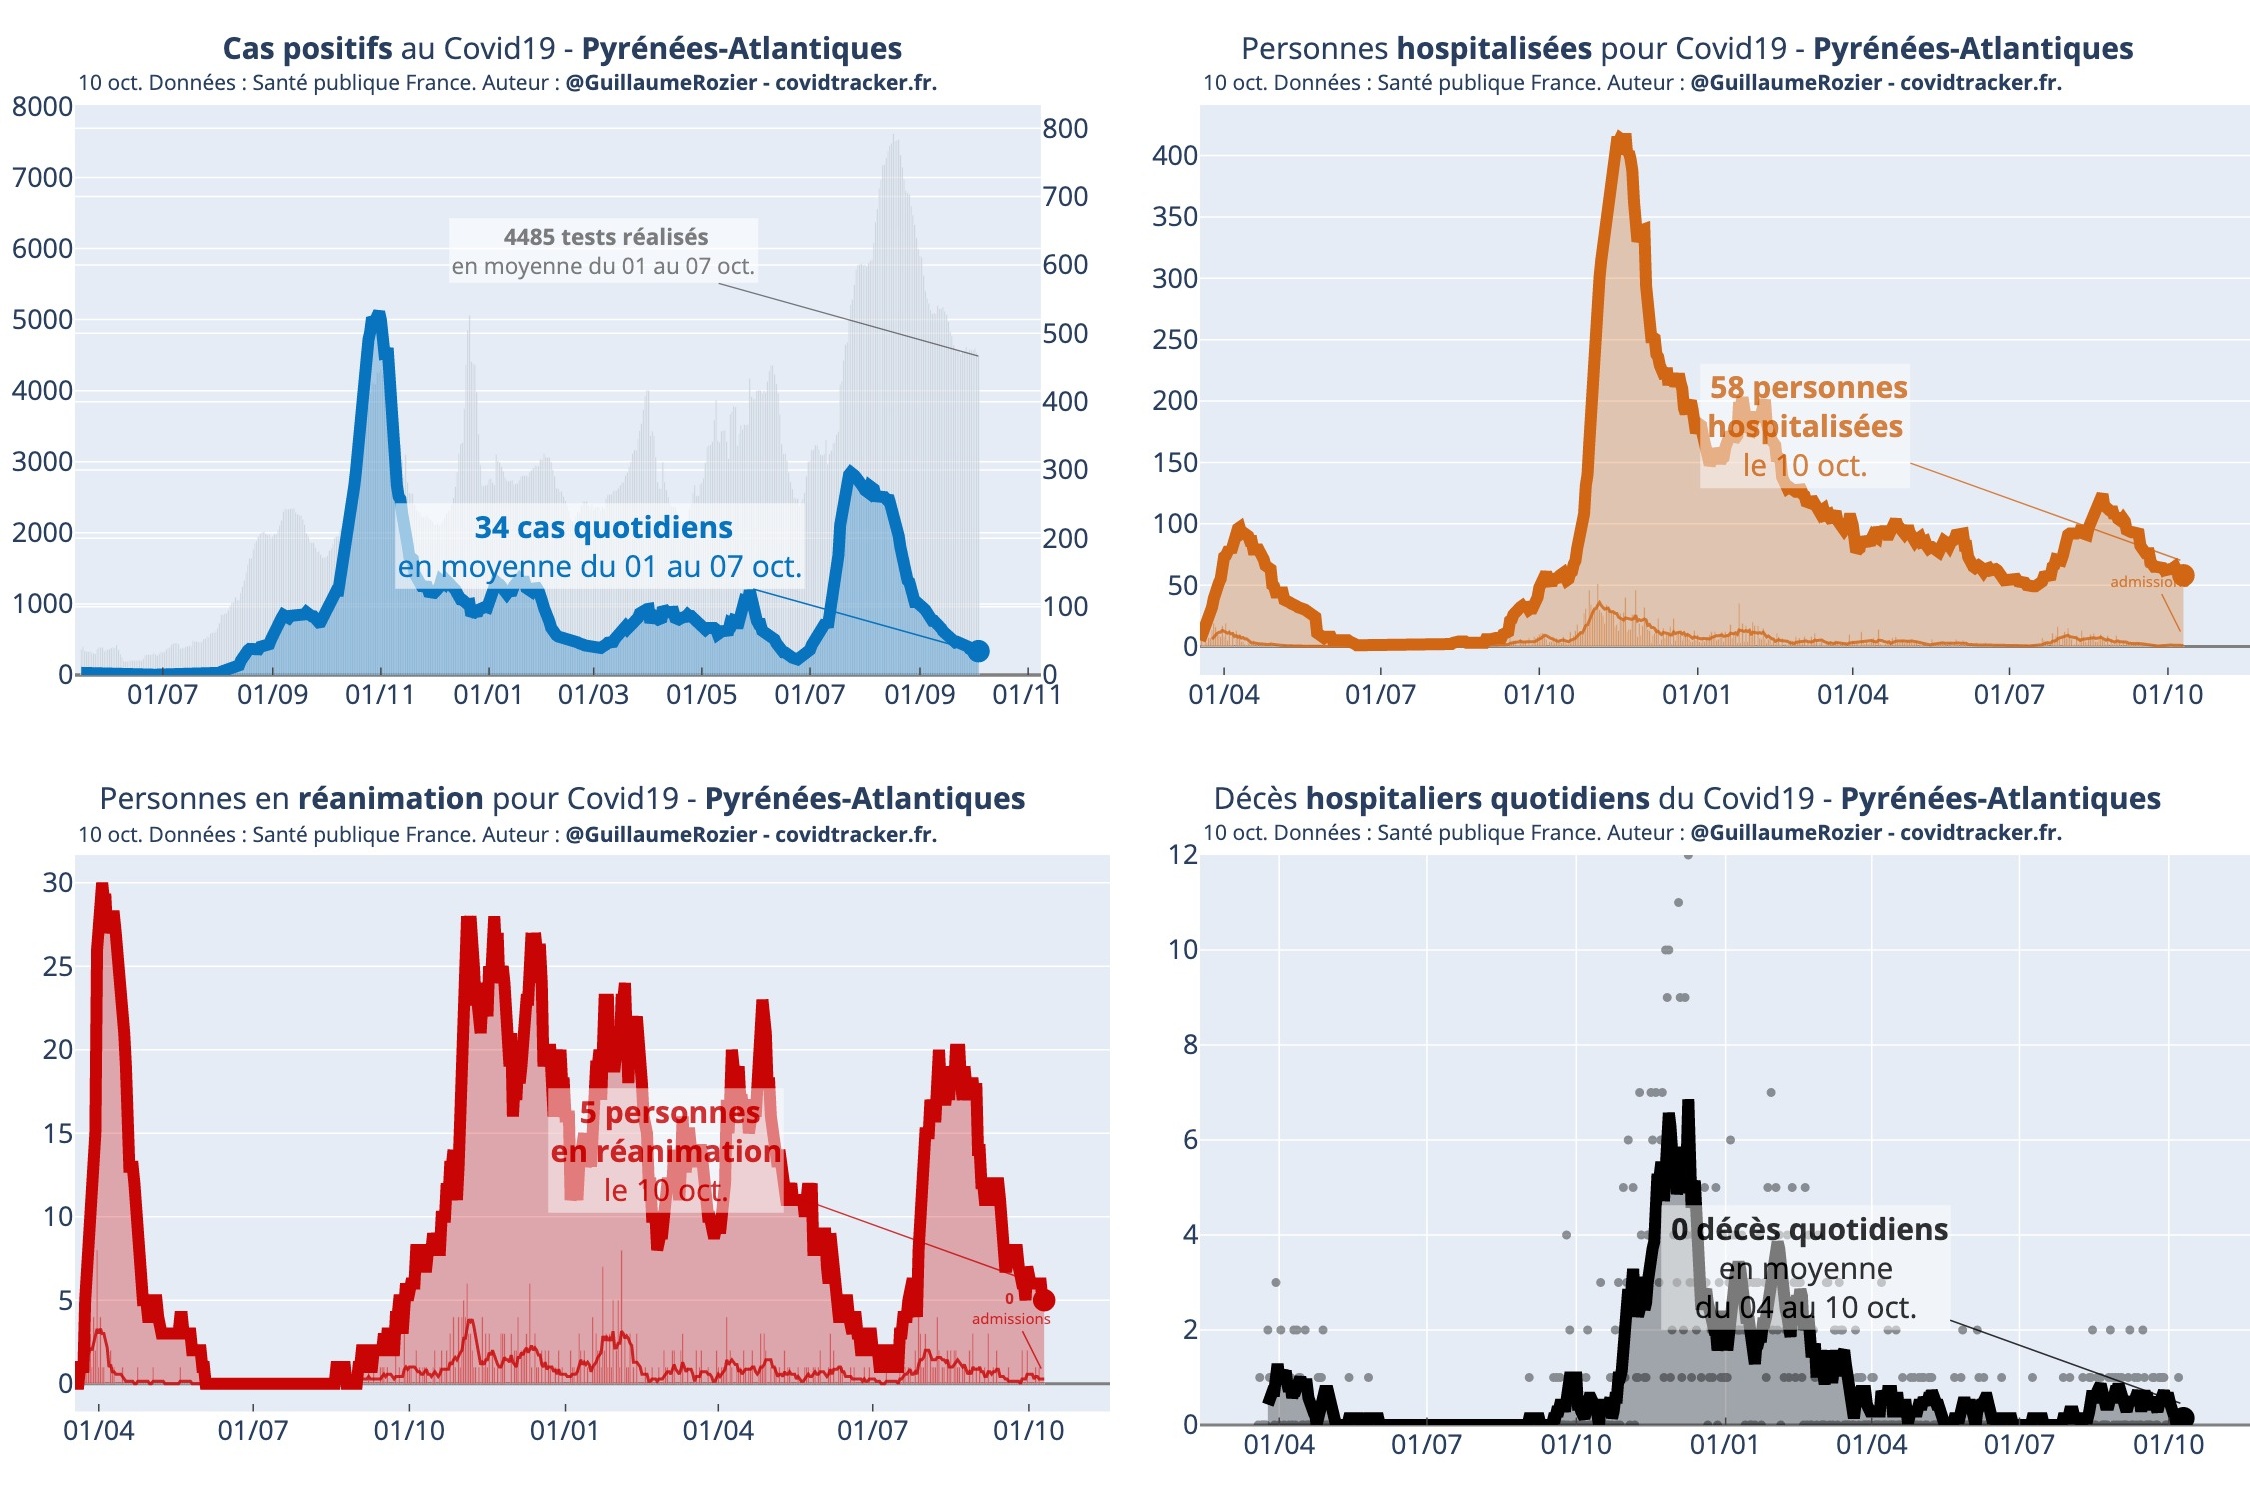 Cas positifs au Covid19 - Pyrénées-Atlantiques
10 oct. Données : Santé publique France. Auteur : @GuillaumeRozier - covidtracker.fr.
8000
7000
6000
5000
4000
3000
2000
1000
0
800
700
600
500
400
300
200
100
0
4485 tests réalisés
en moyenne du 01 au 07 oct.
34 cas quotidiens
en moyenne du 01 au 07 oct.
01/07 01/09 01/11 01/01 01/03 01/05 01/07 01/09 01/11
Personnes hospitalisées pour Covid19 - Pyrénées-Atlantiques
10 oct. Données : Santé publique France. Auteur : @GuillaumeRozier - covidtracker.fr.
400
350
300
250
200
150
100
50
0
58 personnes
hospitalisées
le 10 oct.
01/04 01/07 01/10 01/01 01/04 01/07 01/10
Personnes en réanimation pour Covid19 - Pyrénées-Atlantiques
10 oct. Données : Santé publique France. Auteur : @GuillaumeRozier - covidtracker.fr.
30
25
20
15
10
5
0
5 personnes
en réanimation
le 10 oct.
0
admissions
01/04 01/07 01/10 01/01 01/04 01/07 01/10
Décès hospitaliers quotidiens du Covid19 - Pyrénées-Atlantiques
10 oct. Données : Santé publique France. Auteur : @GuillaumeRozier - covidtracker.fr.
12
10
8
6
4
2
0
0 décès quotidiens
en moyenne
du 04 au 10 oct.
01/04 01/07 01/10 01/01 01/04 01/07 01/10